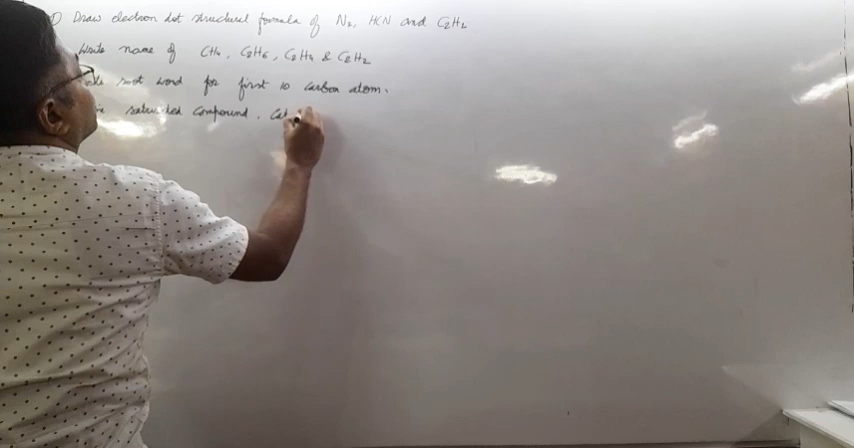 1) Draw electron dot structural formula of N₂, HCN and C₂H₂
Write name of CH₄, C₂H₆, C₂H₄ & C₂H₂
root word for first 10 carbon atom.
compound.